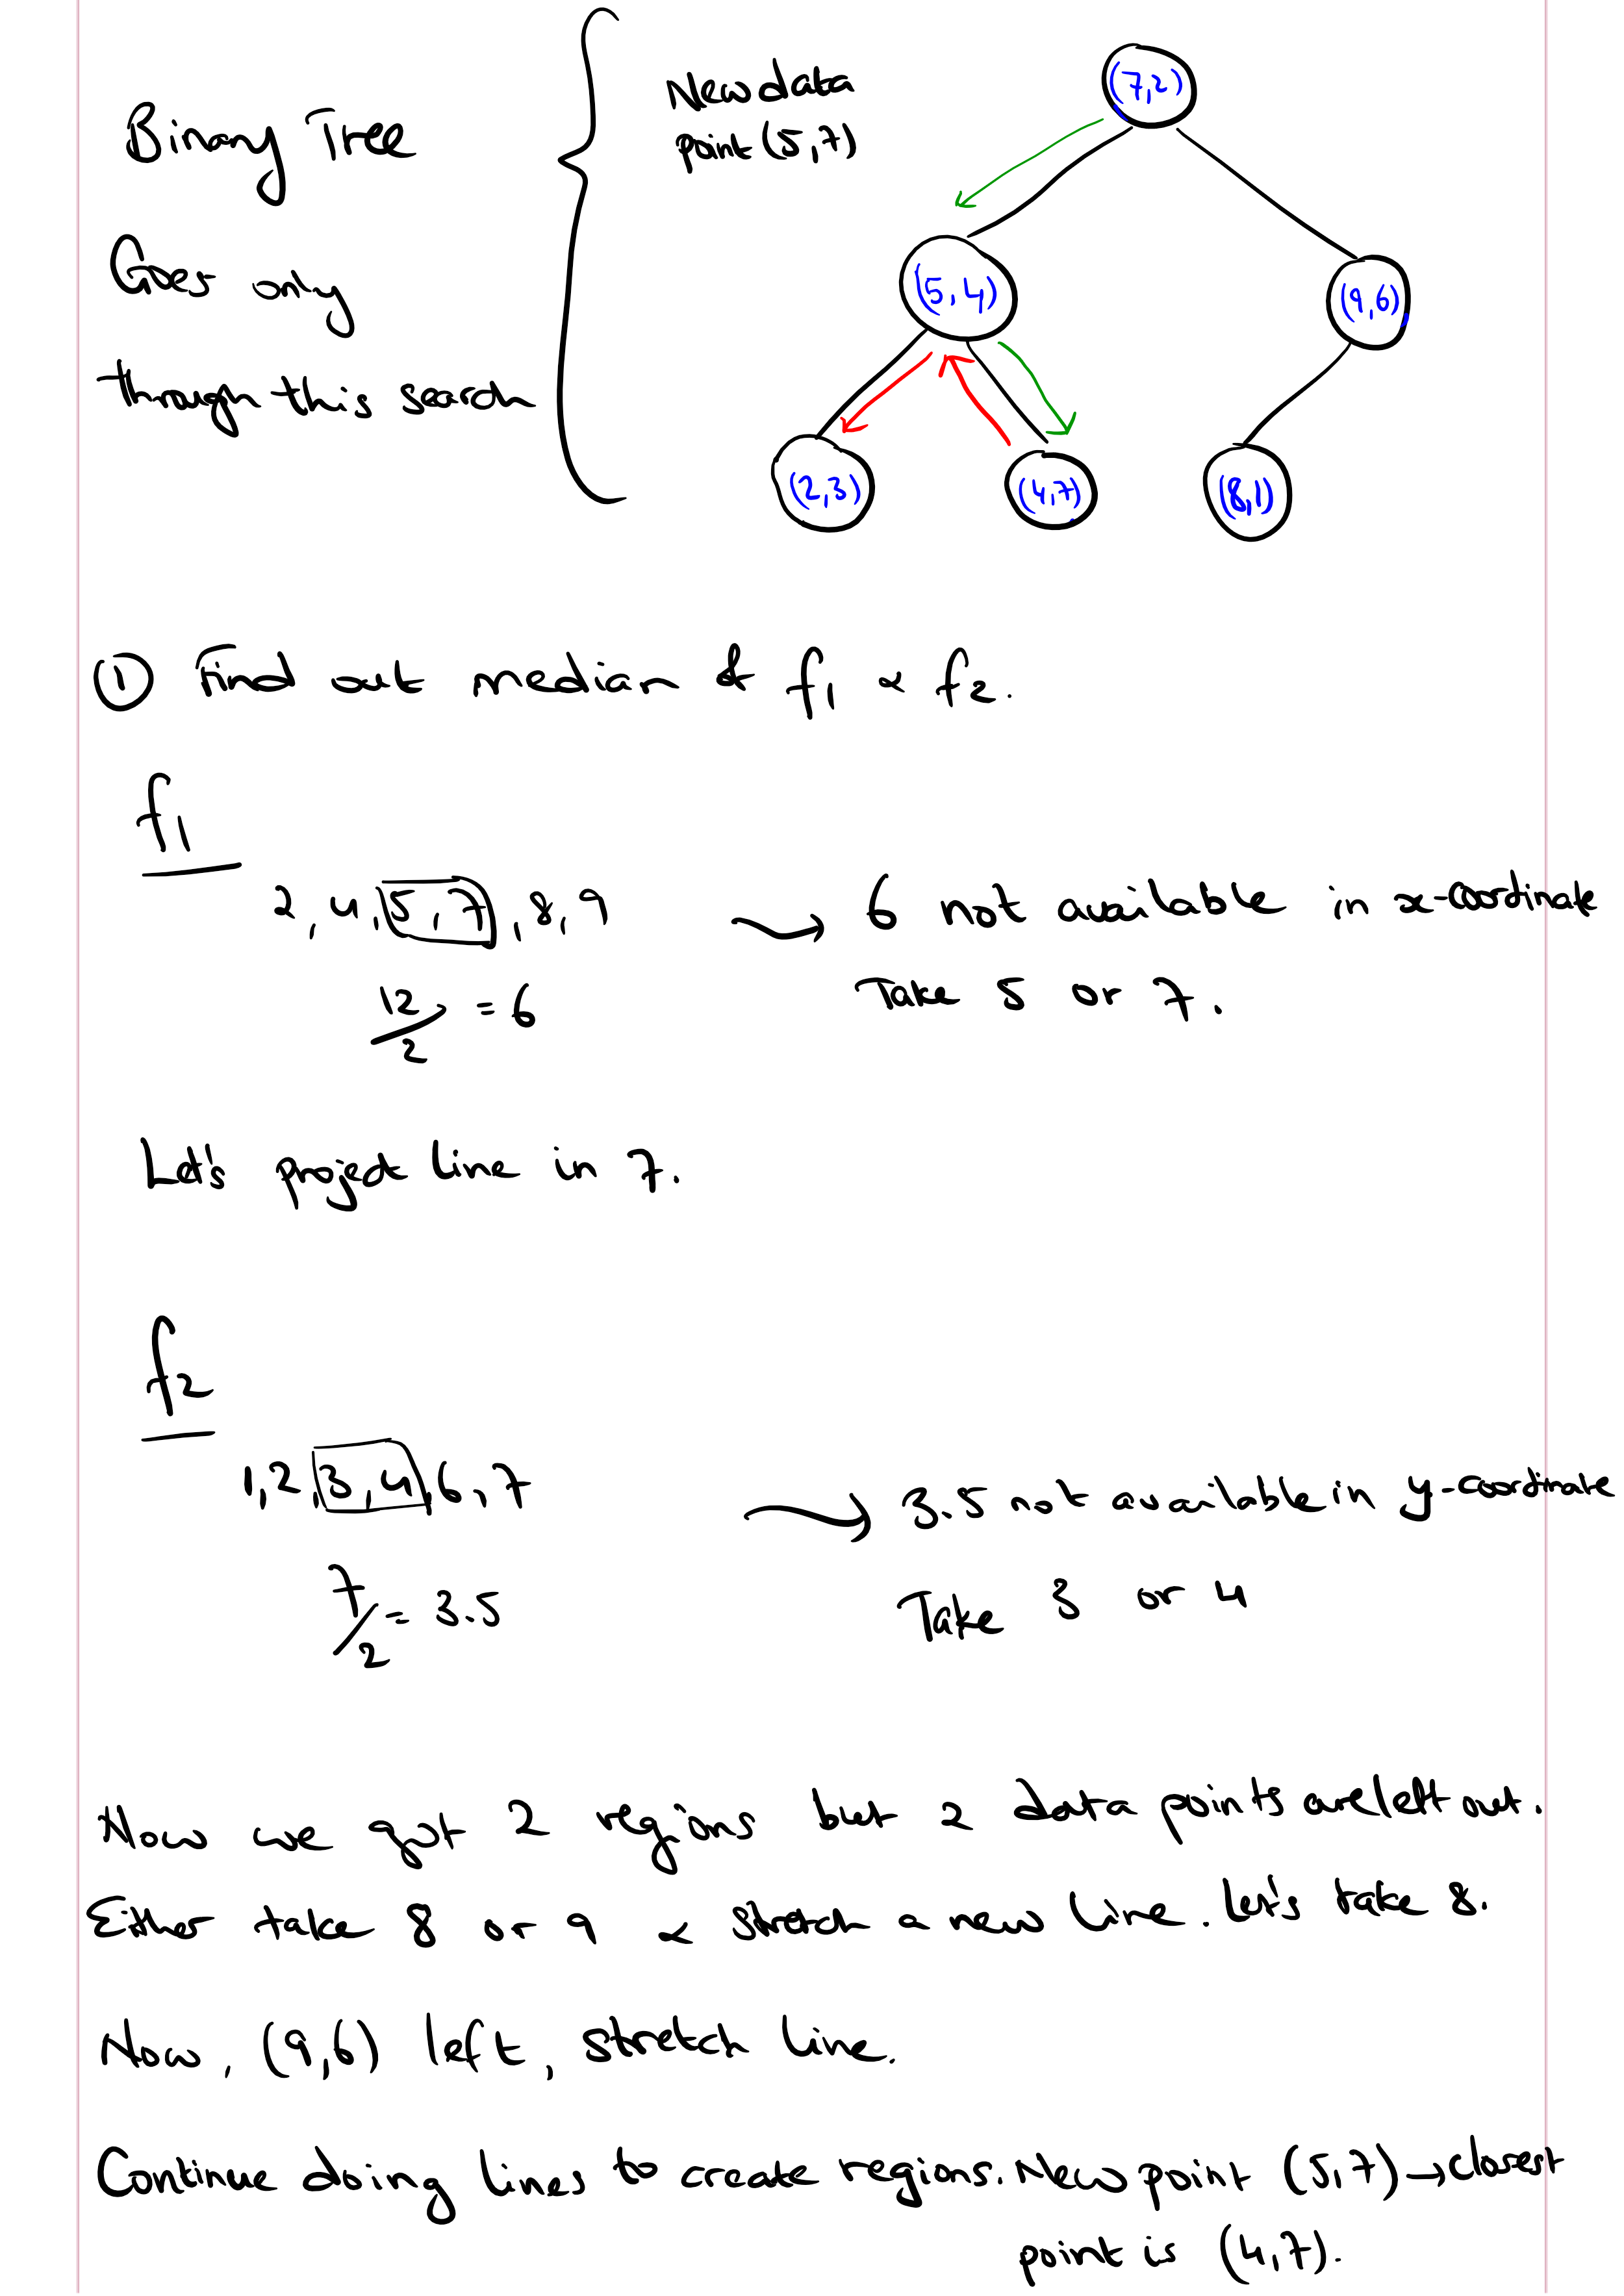 Binary Tree
Goes only
through this search
New data
point (5,7)
(7,2)
(5,4)
(9,6)
(2,3)
(4,7)
(8,1)
① Find out median of f1 & f2.
f1
2, 4, 5, 7, 8, 9
12/2 = 6
6 not available in x-coordinate
Take 5 or 7.
Let's project line in 7.
f2
1, 2, 3, 4, 6, 7
7/2 = 3.5
3.5 not available in y-coordinate
Take 3 or 4
Now we got 2 regions but 2 data points are left out.
Either take 8 or 9 & stretch a new line. Let's take 8.
Now, (9,6) left, stretch line.
Continue doing lines to create regions. New point (5,7) → closest
point is (4,7).